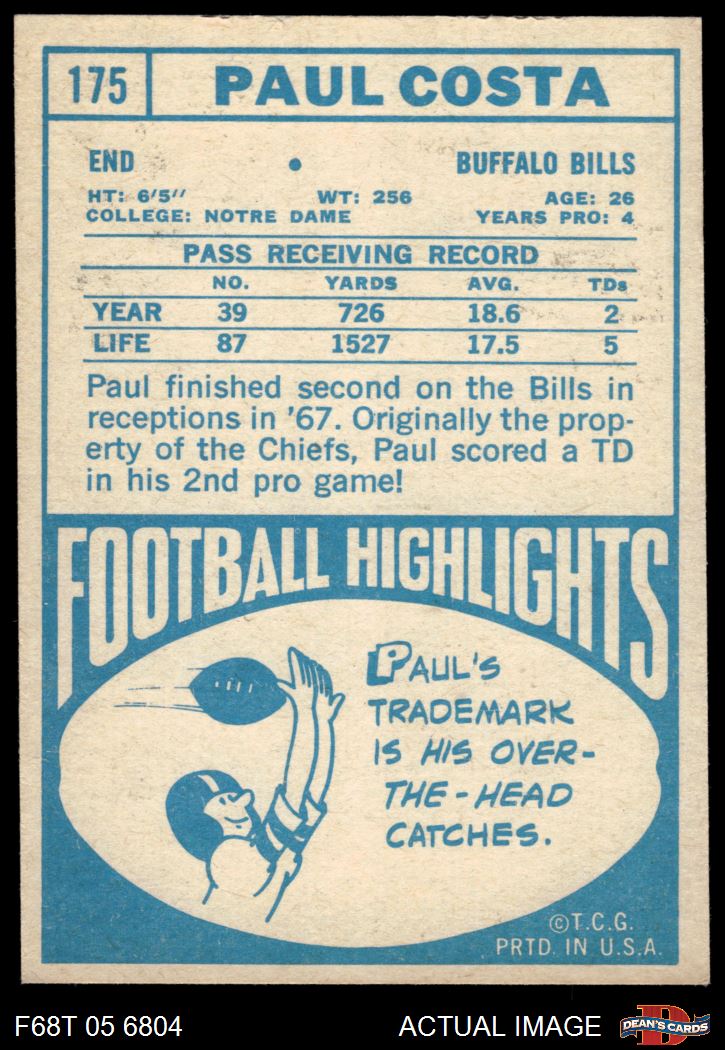 175 PAUL COSTA
END • BUFFALO BILLS
HT: 6'5'' WT: 256 AGE: 26
COLLEGE: NOTRE DAME YEARS PRO: 4
PASS RECEIVING RECORD
NO. YARDS AVG. TDs
YEAR 39 726 18.6 2
LIFE 87 1527 17.5 5
Paul finished second on the Bills in
receptions in '67. Originally the prop-
erty of the Chiefs, Paul scored a TD
in his 2nd pro game!
FOOTBALL HIGHLIGHTS
PAUL'S
TRADEMARK
IS HIS OVER-
THE-HEAD
CATCHES.
©T.C.G.
PRTD. IN U.S.A.
F68T 05 6804 ACTUAL IMAGE D DEAN'S CARDS